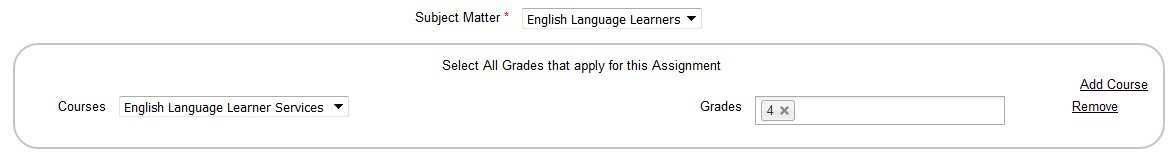 Subject Matter * English Language Learners
Select All Grades that apply for this Assignment
Add Course
Courses English Language Learner Services Grades 4 Remove